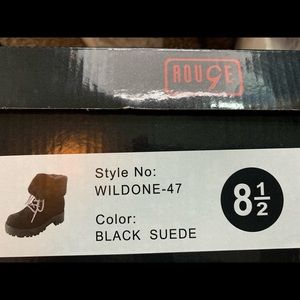 ROUGE
Style No:
WILDONE-47
8 1/2
Color:
BLACK SUEDE